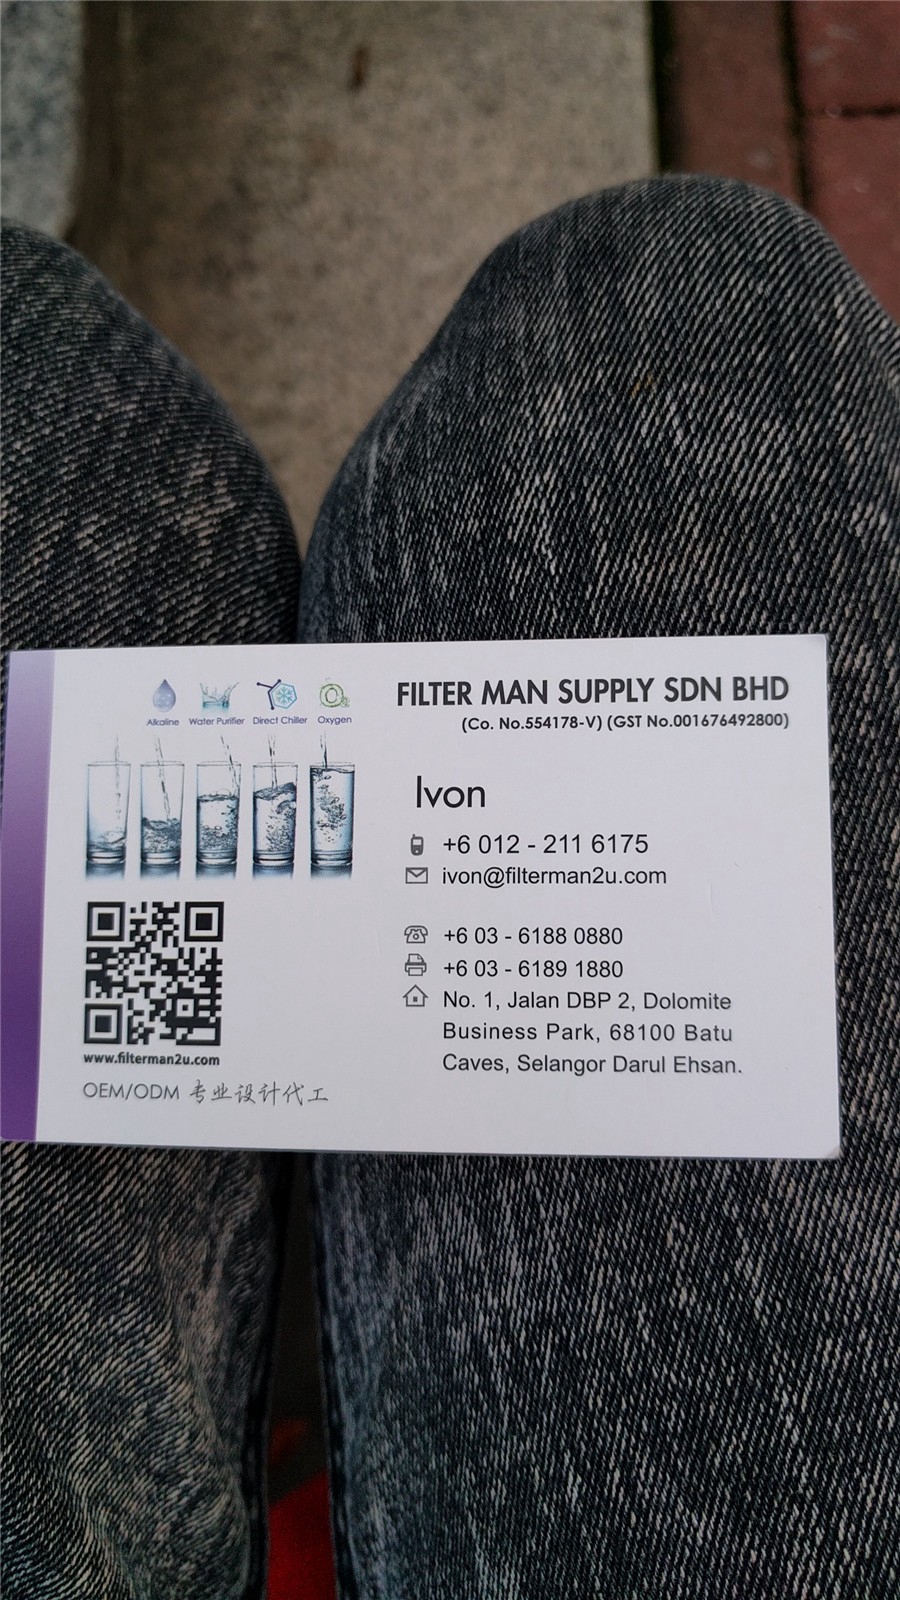 Alkaline Water Purifier Direct Chiller Oxygen
FILTER MAN SUPPLY SDN BHD
(Co. No.554178-V) (GST No.001676492800)
Ivon
+6 012 - 211 6175
ivon@filterman2u.com
+6 03 - 6188 0880
+6 03 - 6189 1880
No. 1, Jalan DBP 2, Dolomite
Business Park, 68100 Batu
Caves, Selangor Darul Ehsan.
www.filterman2u.com
OEM/ODM 专业设计代工